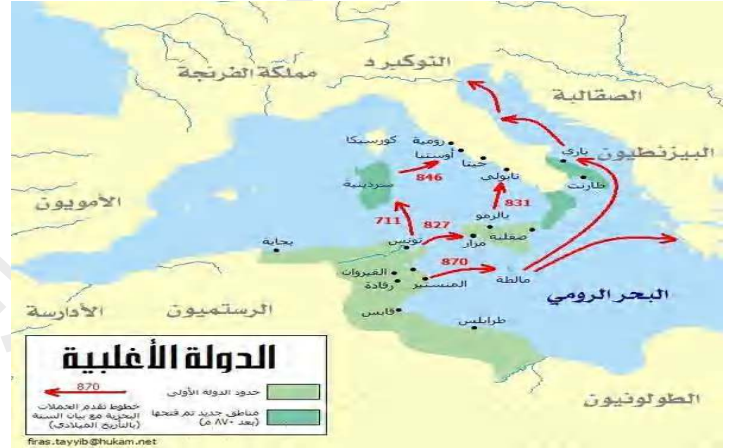 النوكبرد
مملكة الفرنجة
الصقالبة
رومية
كورسيكا
أوستيا
جيتا
باري
البيزنطيون
846
نابولي
طارنت
سردينية
831
الأمويون
بالرمو
711
827
صقلية
مزار
تونس
بجاية
870
القيروان
رقادة
المنستير
مالطة
البحر الرومي
الأدارسة
الرستميون
قابس
طرابلس
الدولة الأغلبية
الطولونيون
870
حدود الدولة الأولى
خطوط تقدم الحملات
البحرية مع بيان السنة
(بالتأريخ الميلادي)
مناطق جديد تم فتحها
(بعد ٨٧٠ م)
firas.tayyib@hukam.net